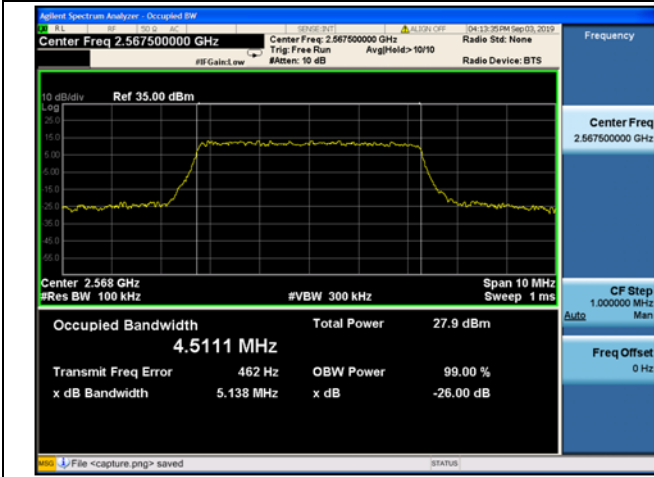 Agilent Spectrum Analyzer - Occupied BW
RL RF 50 Ω AC SENSE:INT ALIGN OFF 04:13:35 PM Sep 03, 2019
Center Freq 2.567500000 GHz
Center Freq: 2.567500000 GHz
Radio Std: None
Trig: Free Run Avg|Hold:>10/10
#IFGain:Low #Atten: 10 dB Radio Device: BTS
10 dB/div Ref 35.00 dBm
Log
25.0
15.0
5.00
-5.00
-15.0
-25.0
-35.0
-45.0
-55.0
Center 2.568 GHz Span 10 MHz
#Res BW 100 kHz #VBW 300 kHz Sweep 1 ms
Occupied Bandwidth Total Power 27.9 dBm
4.5111 MHz
Transmit Freq Error 462 Hz OBW Power 99.00 %
x dB Bandwidth 5.138 MHz x dB -26.00 dB
MSG File <capture.png> saved STATUS
Frequency
Center Freq
2.567500000 GHz
CF Step
1.000000 MHz
Auto Man
Freq Offset
0 Hz